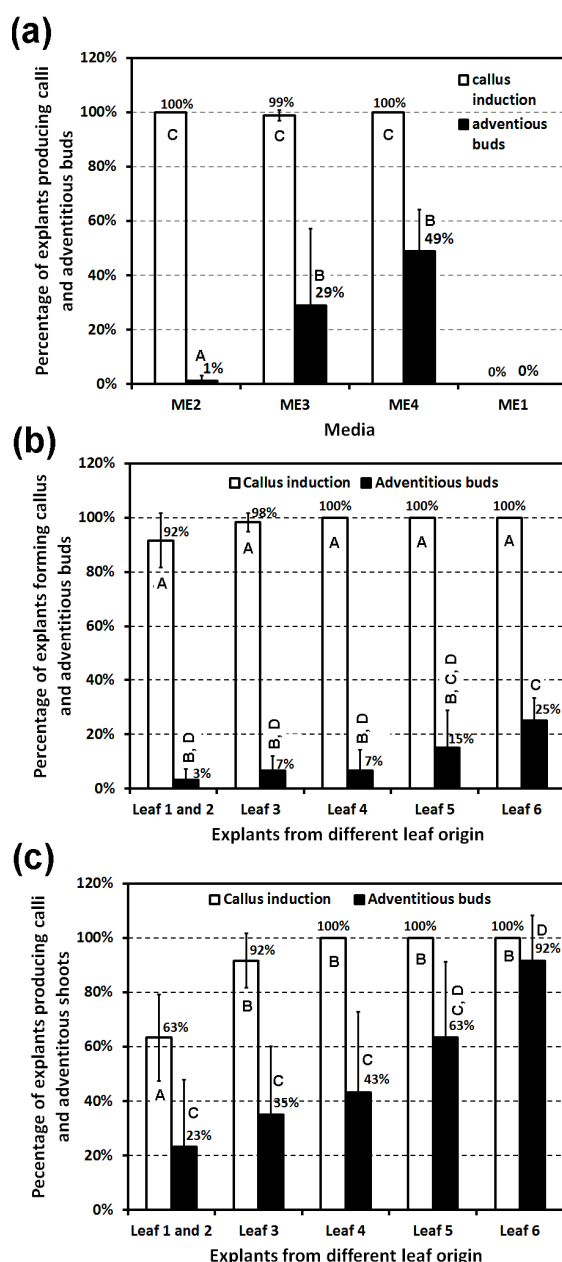 (a)
Percentage of explants producing calli
and adventitious buds
120%
100%
80%
60%
40%
20%
0%
callus
induction
adventious
buds
100%
C
A
1%
99%
C
B
29%
100%
C
B
49%
0%
0%
ME2
ME3
ME4
ME1
Media
(b)
Percentage of explants forming callus
and adventitious buds
120%
100%
80%
60%
40%
20%
0%
Callus induction
Adventitious buds
92%
A
B, D
3%
98%
A
B, D
7%
100%
A
B, D
7%
100%
A
B, C, D
15%
100%
A
C
25%
Leaf 1 and 2
Leaf 3
Leaf 4
Leaf 5
Leaf 6
Explants from different leaf origin
(c)
Pecentage of explants producing calli
and adventitous shoots
120%
100%
80%
60%
40%
20%
0%
Callus induction
Adventitious buds
63%
A
C
23%
92%
B
C
35%
100%
B
C
43%
100%
B
C, D
63%
100%
B
D
92%
Leaf 1 and 2
Leaf 3
Leaf 4
Leaf 5
Leaf 6
Explants from different leaf origin